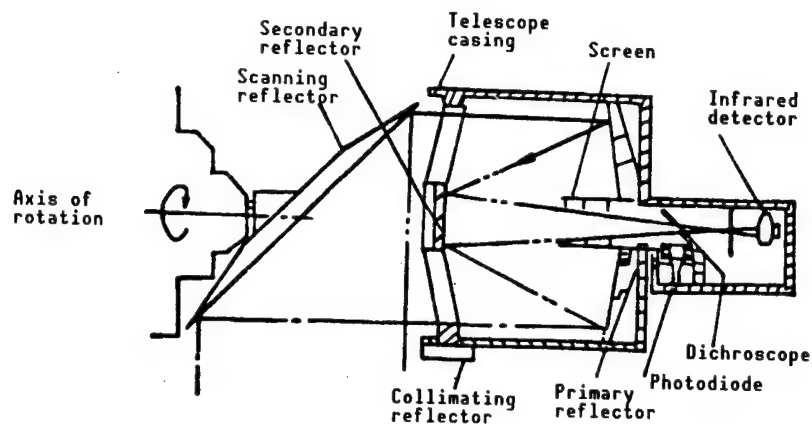 Secondary
reflector
Scanning
reflector
Telescope
casing
Screen
Infrared
detector
Axis of
rotation
Collimating
reflector
Primary
reflector
Photodiode
Dichroscope